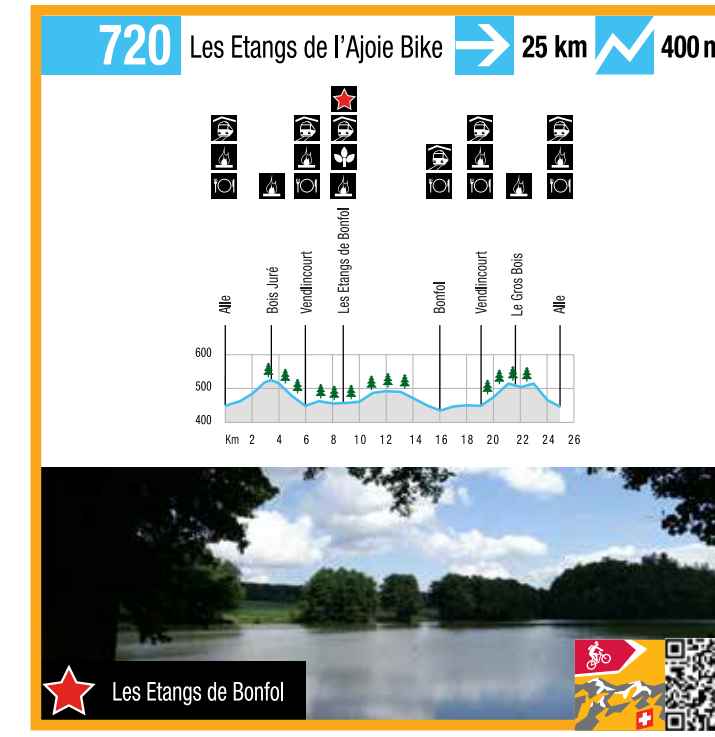 720 Les Etangs de l'Ajoie Bike 25 km 400 m
Alle
Bois Juré
Vendlincourt
Les Etangs de Bonfol
Bonfol
Vendlincourt
Le Gros Bois
Alle
600
500
400
Km 2 4 6 8 10 12 14 16 18 20 22 24 26
Les Etangs de Bonfol